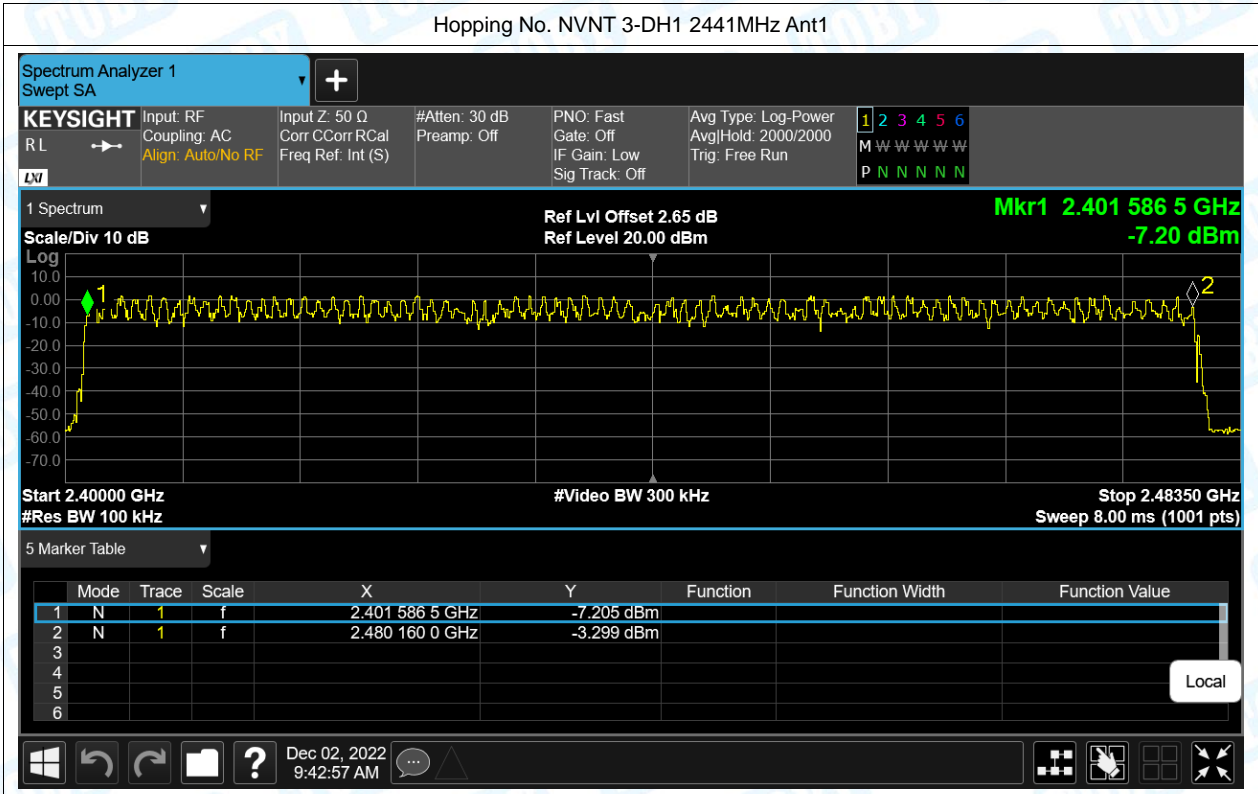 Hopping No. NVNT 3-DH1 2441MHz Ant1
Spectrum Analyzer 1
Swept SA
KEYSIGHT
R L
LXI
Input: RF
Coupling: AC
Align: Auto/No RF
Input Z: 50 Ω
Corr CCorr RCal
Freq Ref: Int (S)
#Atten: 30 dB
Preamp: Off
PNO: Fast
Gate: Off
IF Gain: Low
Sig Track: Off
Avg Type: Log-Power
Avg|Hold: 2000/2000
Trig: Free Run
1 2 3 4 5 6
M W W W W W
P N N N N N
1 Spectrum
Scale/Div 10 dB
Ref Lvl Offset 2.65 dB
Ref Level 20.00 dBm
Mkr1 2.401 586 5 GHz
-7.20 dBm
Log
10.0
0.00
-10.0
-20.0
-30.0
-40.0
-50.0
-60.0
-70.0
1
2
Start 2.40000 GHz
#Res BW 100 kHz
#Video BW 300 kHz
Stop 2.48350 GHz
Sweep 8.00 ms (1001 pts)
5 Marker Table
Mode Trace Scale X Y Function Function Width Function Value
1 N 1 f 2.401 586 5 GHz -7.205 dBm
2 N 1 f 2.480 160 0 GHz -3.299 dBm
3
4
5
6
Local
?
Dec 02, 2022
9:42:57 AM